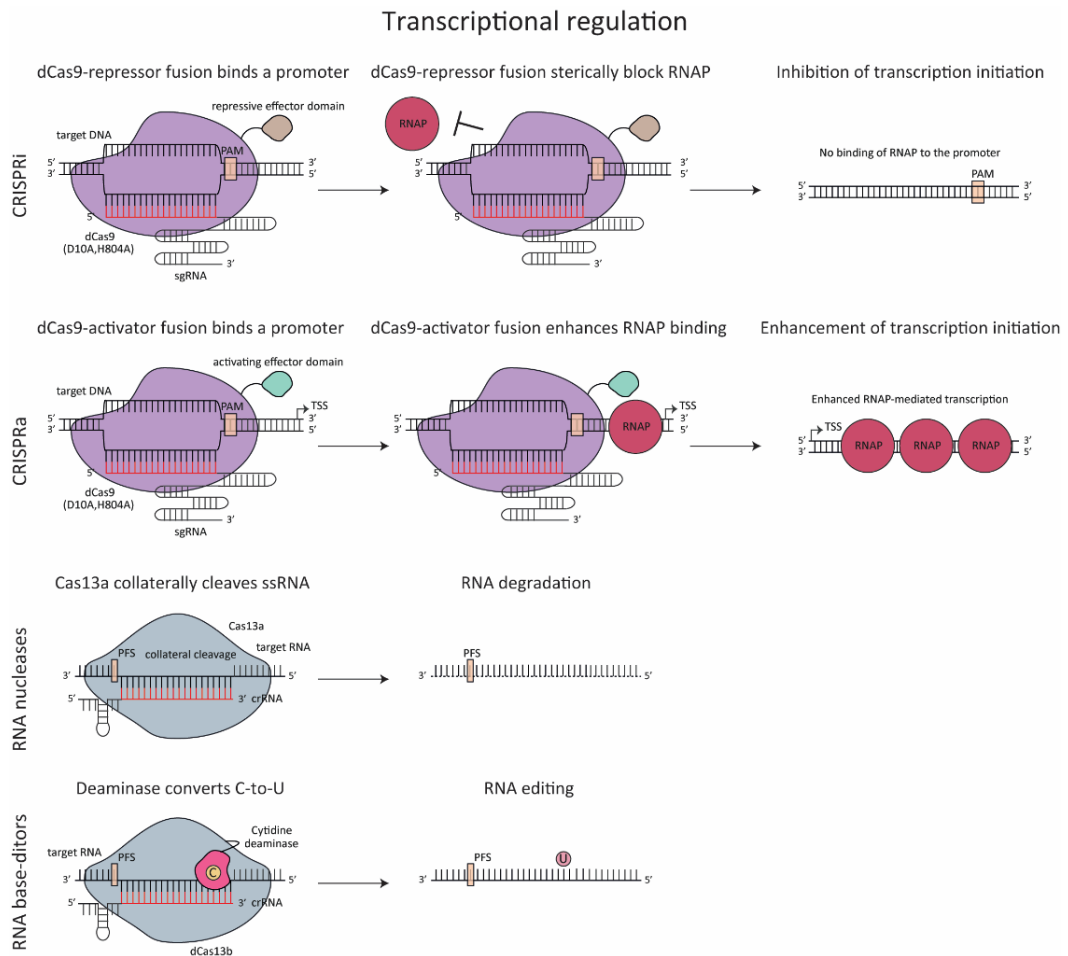 Transcriptional regulation
CRISPRi
dCas9-repressor fusion binds a promoter
repressive effector domain
target DNA
PAM
5’
3’
3’
5’
5’
dCas9
(D10A,H804A)
3’
sgRNA
dCas9-repressor fusion sterically block RNAP
RNAP
5’
3’
3’
5’
5’
3’
Inhibition of transcription initiation
No binding of RNAP to the promoter
PAM
5’
3’
3’
5’
CRISPRa
dCas9-activator fusion binds a promoter
activating effector domain
target DNA
PAM
TSS
5’
3’
3’
5’
5’
dCas9
(D10A,H804A)
3’
sgRNA
dCas9-activator fusion enhances RNAP binding
TSS
5’
3’
RNAP
3’
5’
5’
3’
Enhancement of transcription initiation
Enhanced RNAP-mediated transcription
TSS
5’
3’
RNAP
RNAP
RNAP
3’
5’
RNA nucleases
Cas13a collaterally cleaves ssRNA
Cas13a
PFS
collateral cleavage
target RNA
3’
5’
5’
3’ crRNA
RNA degradation
PFS
3’
5’
RNA base-ditors
Deaminase converts C-to-U
Cytidine
deaminase
target RNA
PFS
C
3’
5’
5’
crRNA
dCas13b
RNA editing
PFS
U
3’
5’